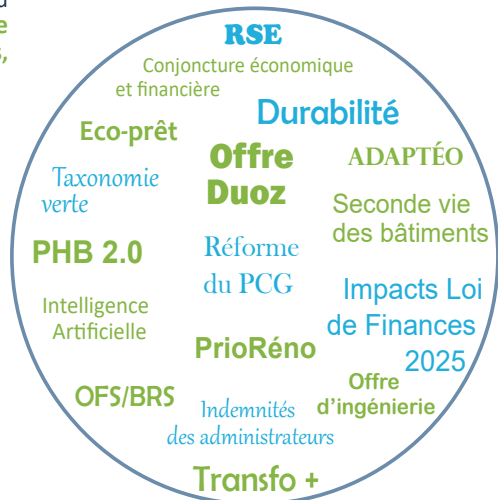 e
s,
RSE
Conjoncture économique
et financière
Durabilité
Eco-prêt
Offre
Duoz
ADAPTÉO
Taxonomie
verte
Seconde vie
des bâtiments
PHB 2.0
Réforme
du PCG
Impacts Loi
de Finances
2025
Intelligence
Artificielle
PrioRéno
Offre
d'ingénierie
OFS/BRS
Indemnités
des administrateurs
Transfo +